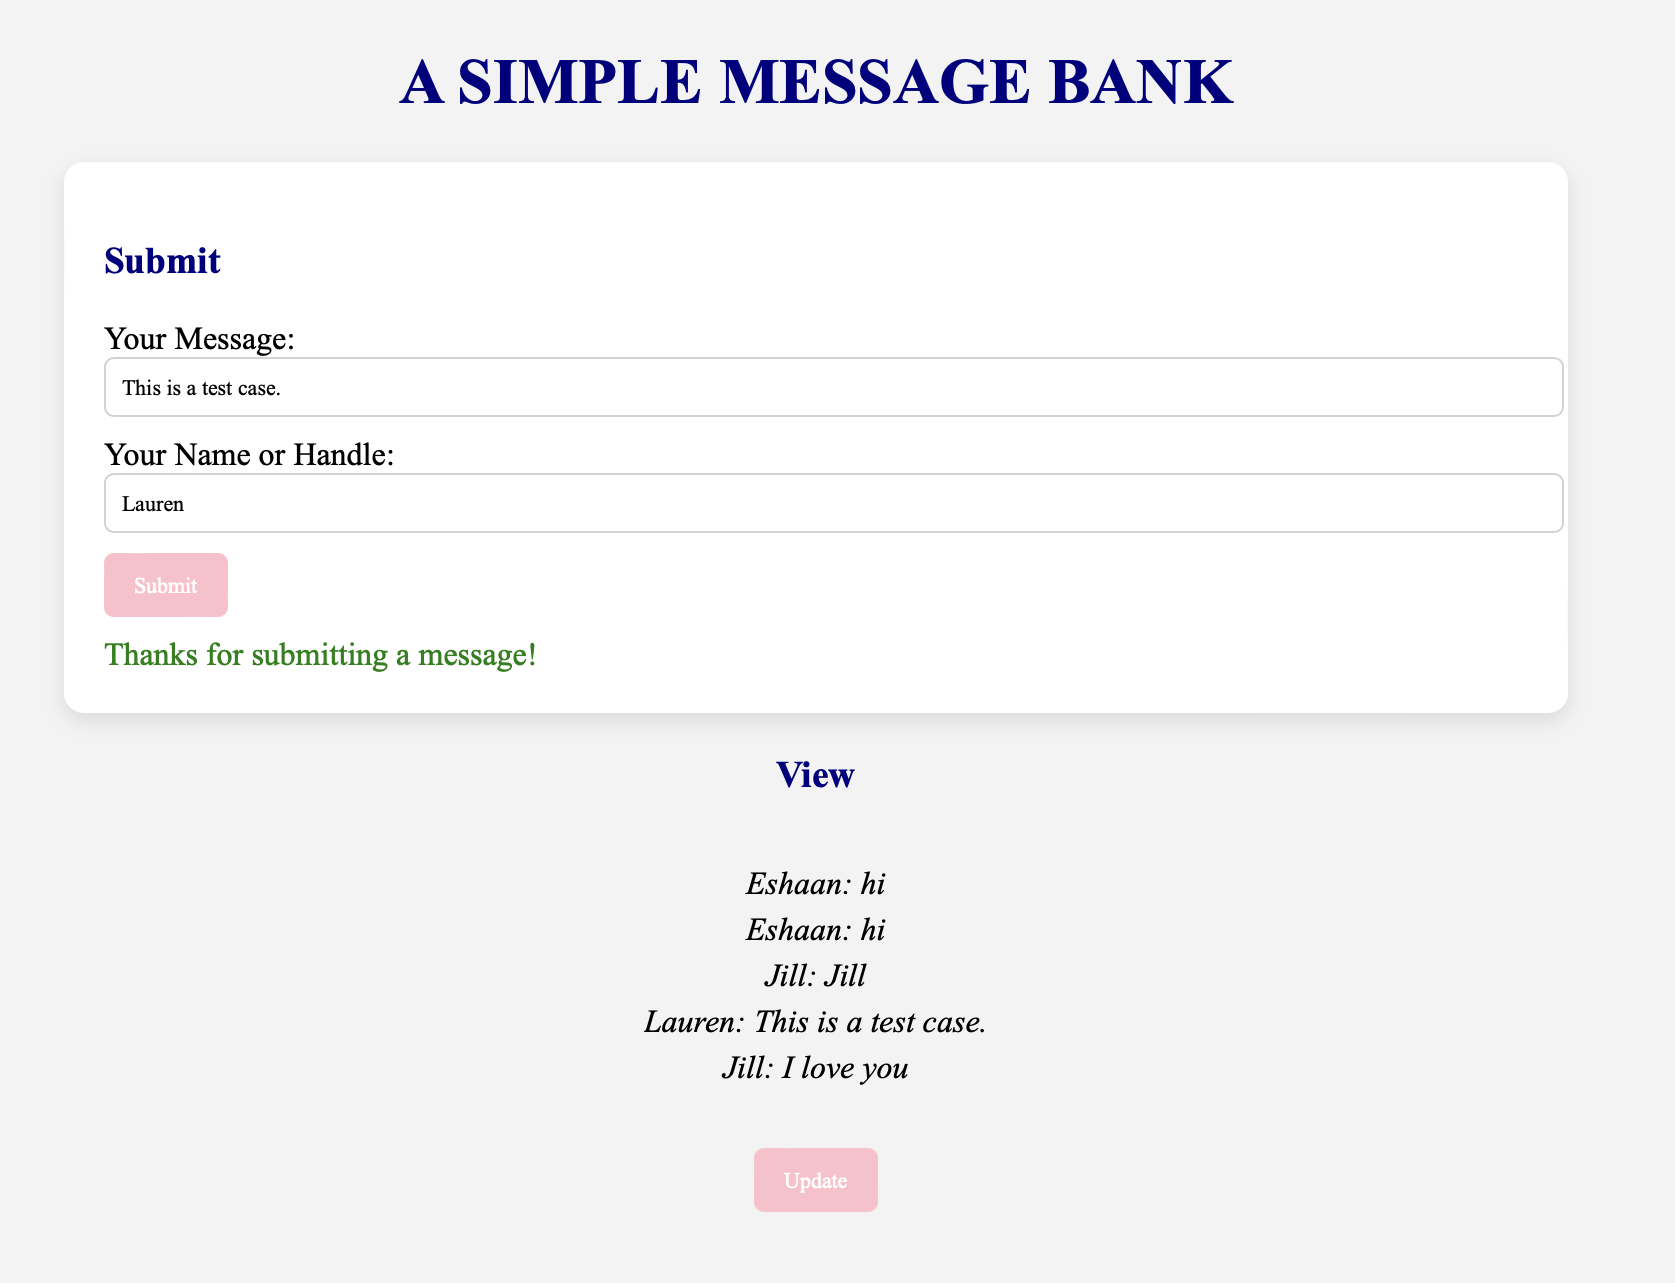 A SIMPLE MESSAGE BANK
Submit
Your Message:
This is a test case.
Your Name or Handle:
Lauren
Submit
Thanks for submitting a message!
View
Eshaan: hi
Eshaan: hi
Jill: Jill
Lauren: This is a test case.
Jill: I love you
Update